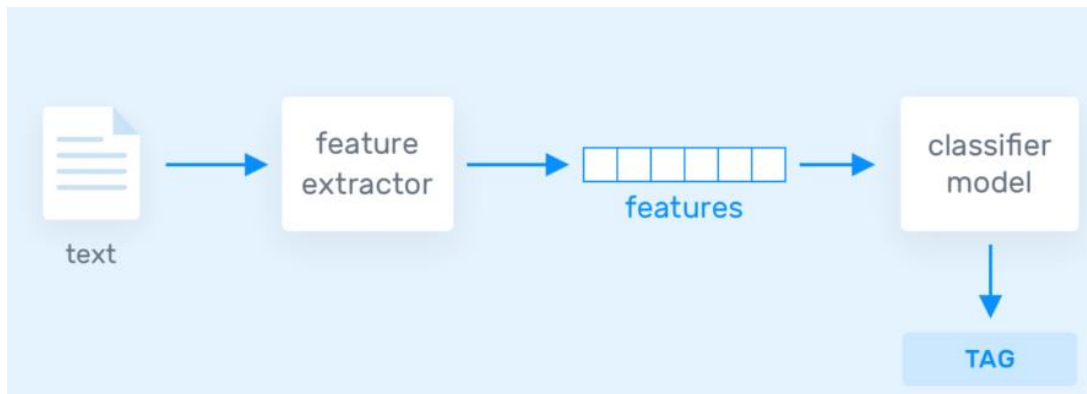 text
feature
extractor
features
classifier
model
TAG